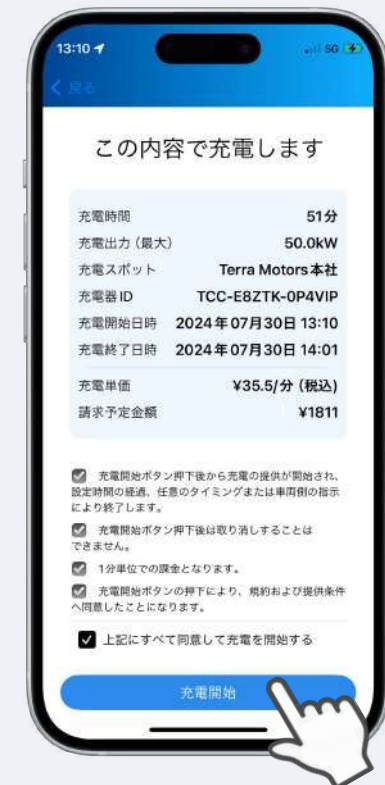 13:10
5G
戻る
この内容で充電します
充電時間 51分
充電出力（最大） 50.0kW
充電スポット Terra Motors本社
充電器ID TCC-E8ZTK-0P4VIP
充電開始日時 2024年07月30日 13:10
充電終了日時 2024年07月30日 14:01
充電単価 ¥35.5/分（税込）
請求予定金額 ¥1811
充電開始ボタン押下後から充電の提供が開始され、
設定時間の経過、任意のタイミングまたは車両側の指示
により終了します。
充電開始ボタン押下後は取り消しすることは
できません。
1分単位での課金となります。
充電開始ボタンの押下により、規約および提供条件
へ同意したことになります。
上記にすべて同意して充電を開始する
充電開始